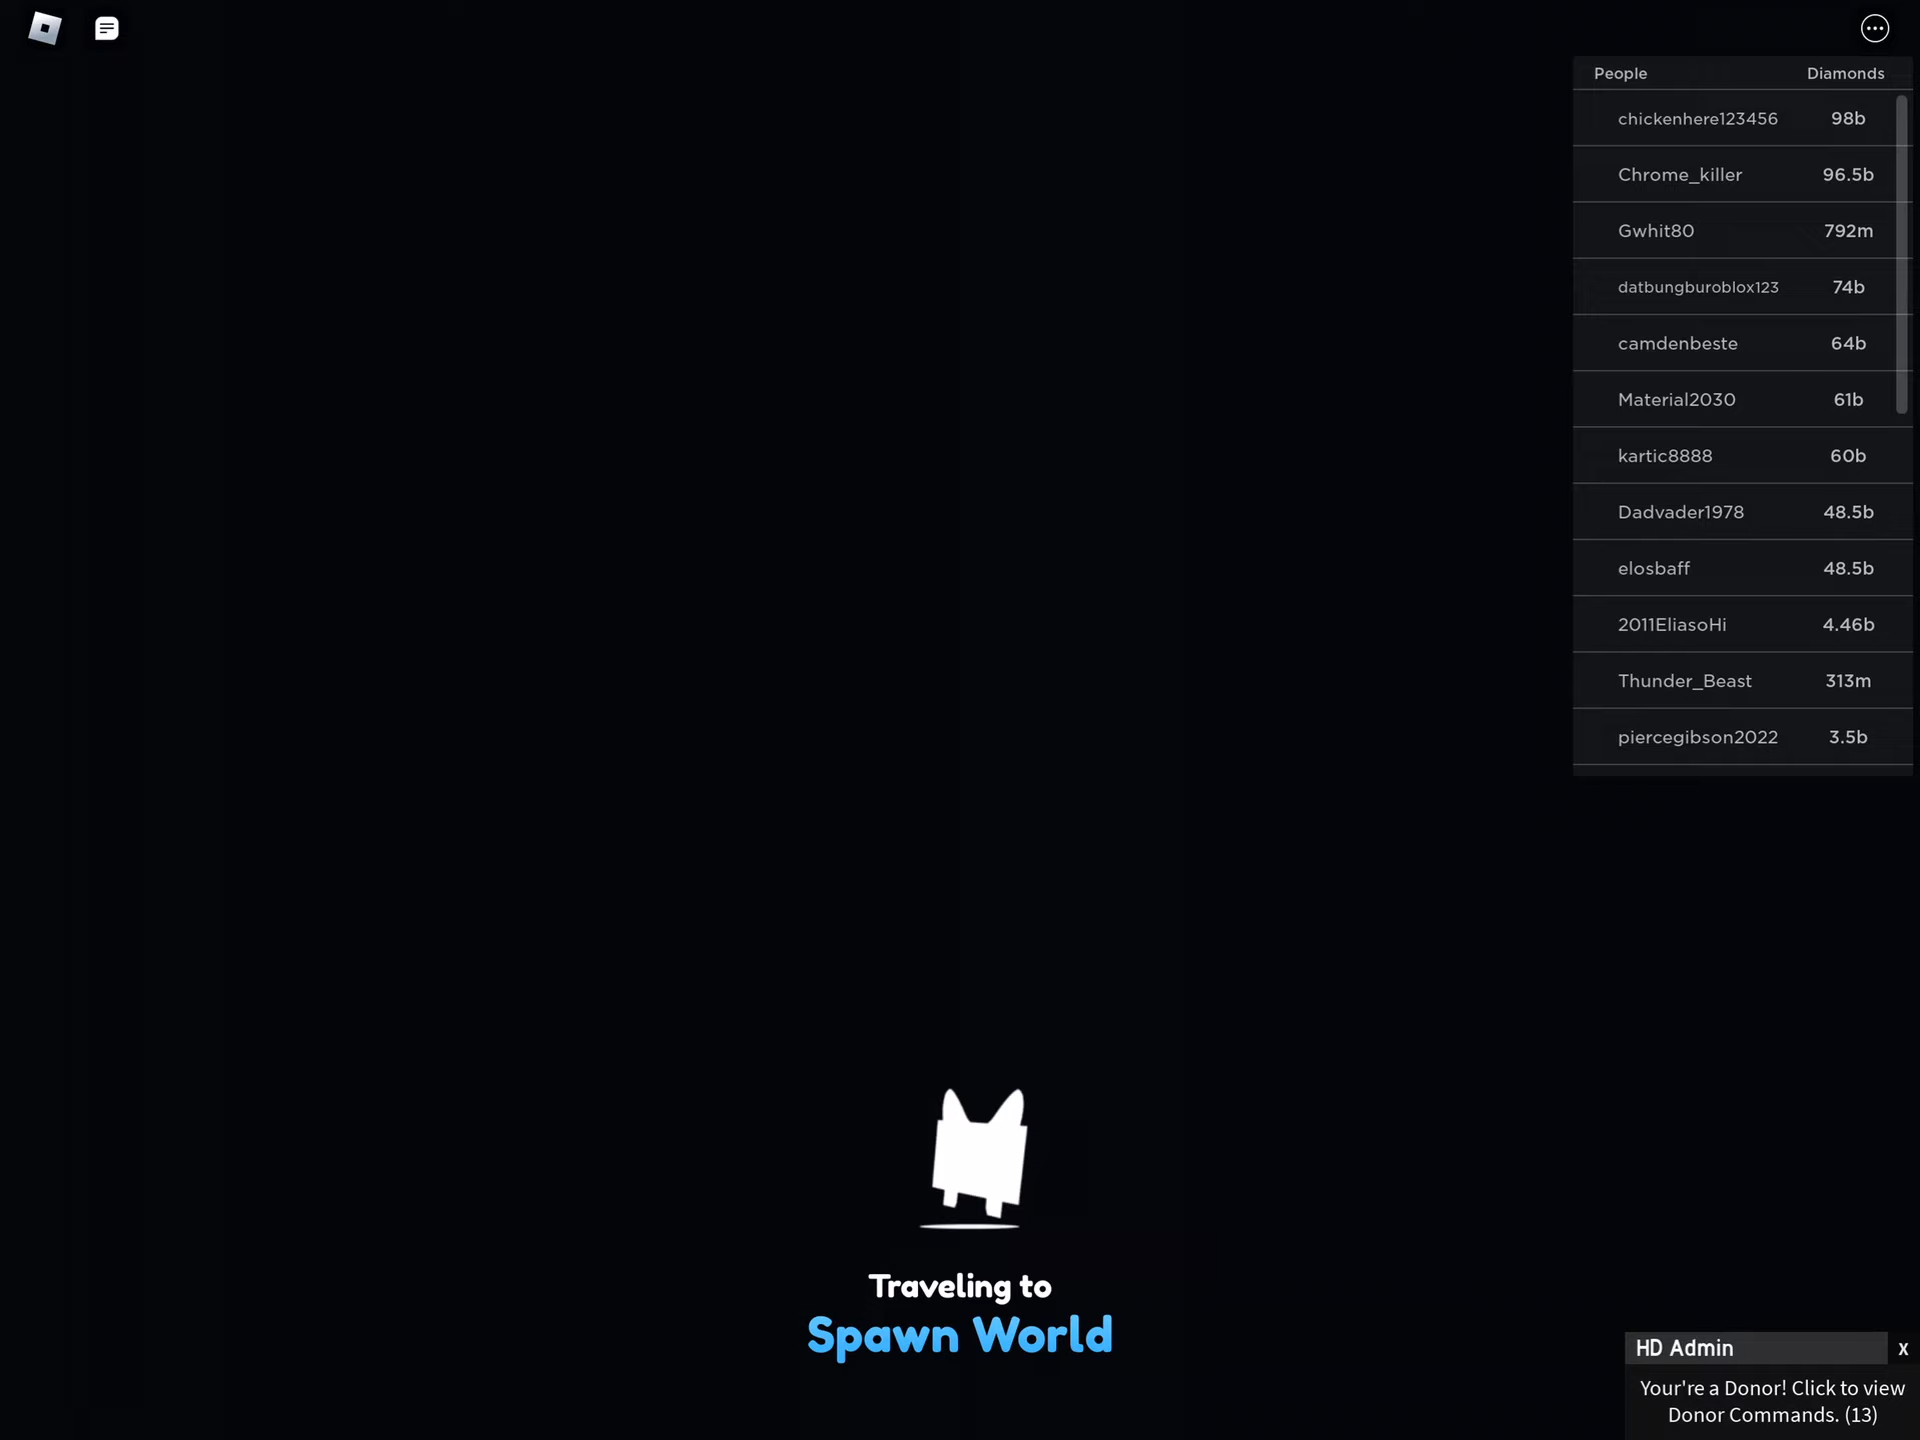 People Diamonds
chickenhere123456 98b
Chrome_killer 96.5b
Gwhit80 792m
datbungburoblox123 74b
camdenbeste 64b
Material2030 61b
kartic8888 60b
Dadvader1978 48.5b
elosbaff 48.5b
2011EliasoHi 4.46b
Thunder_Beast 313m
piercegibson2022 3.5b
Traveling to
Spawn World
HD Admin X
Your're a Donor! Click to view
Donor Commands. (13)